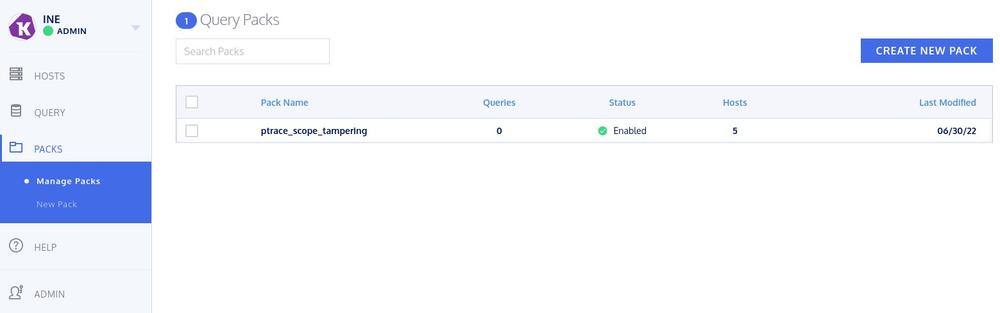 INE
ADMIN
HOSTS
QUERY
PACKS
Manage Packs
New Pack
HELP
ADMIN
1 Query Packs
Search Packs
CREATE NEW PACK
Pack Name Queries Status Hosts Last Modified
ptrace_scope_tampering 0 Enabled 5 06/30/22